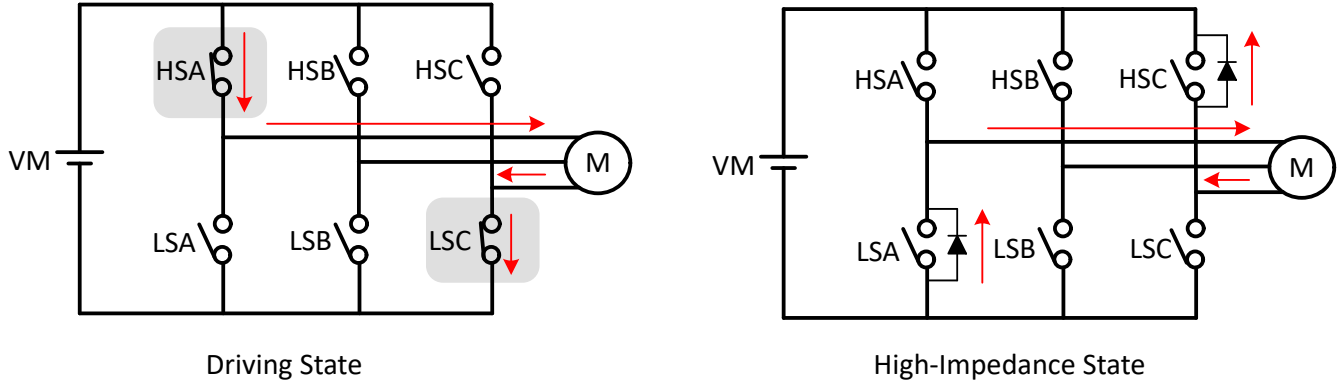 HSA HSB HSC
VM M
LSA LSB LSC
Driving State
HSA HSB HSC
VM M
LSA LSB LSC
High-Impedance State